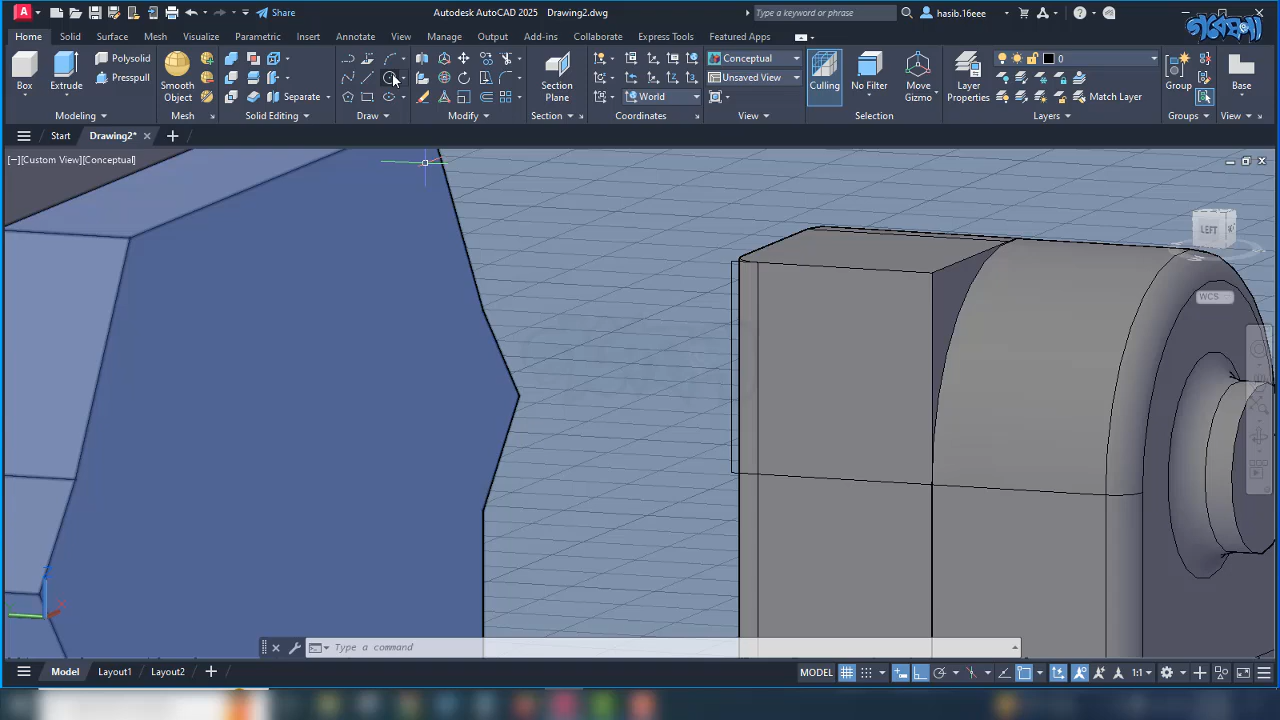 Share
Autodesk AutoCAD 2025 Drawing2.dwg
Type a keyword or phrase
hasib.16eee
গবেষণা
Home Solid Surface Mesh Visualize Parametric Insert Annotate View Manage Output Add-ins Collaborate Express Tools Featured Apps
Polysolid
Presspull
Box Extrude
Smooth Object
Separate
Section Plane
World
Conceptual
Unsaved View
Culling No Filter Move Gizmo
Layer Properties
0
Match Layer
Group
Base
Modeling Mesh Solid Editing Draw Modify Section Coordinates View Selection Layers Groups View
Start Drawing2*
[−][Custom View][Conceptual]
LEFT
WCS
Type a command
Model Layout1 Layout2
MODEL
1:1